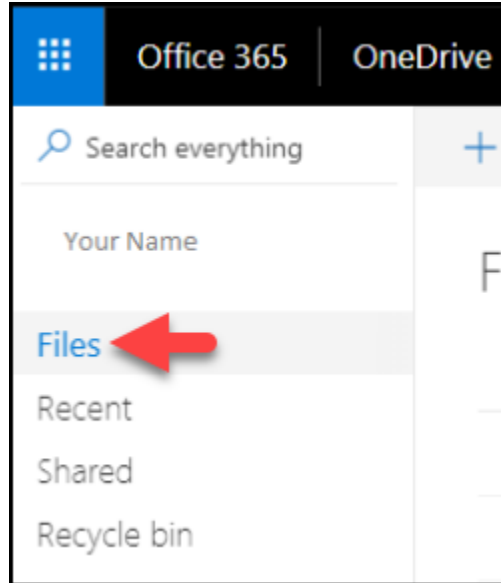 Office 365 OneDrive
Search everything
Your Name
F
Files
Recent
Shared
Recycle bin